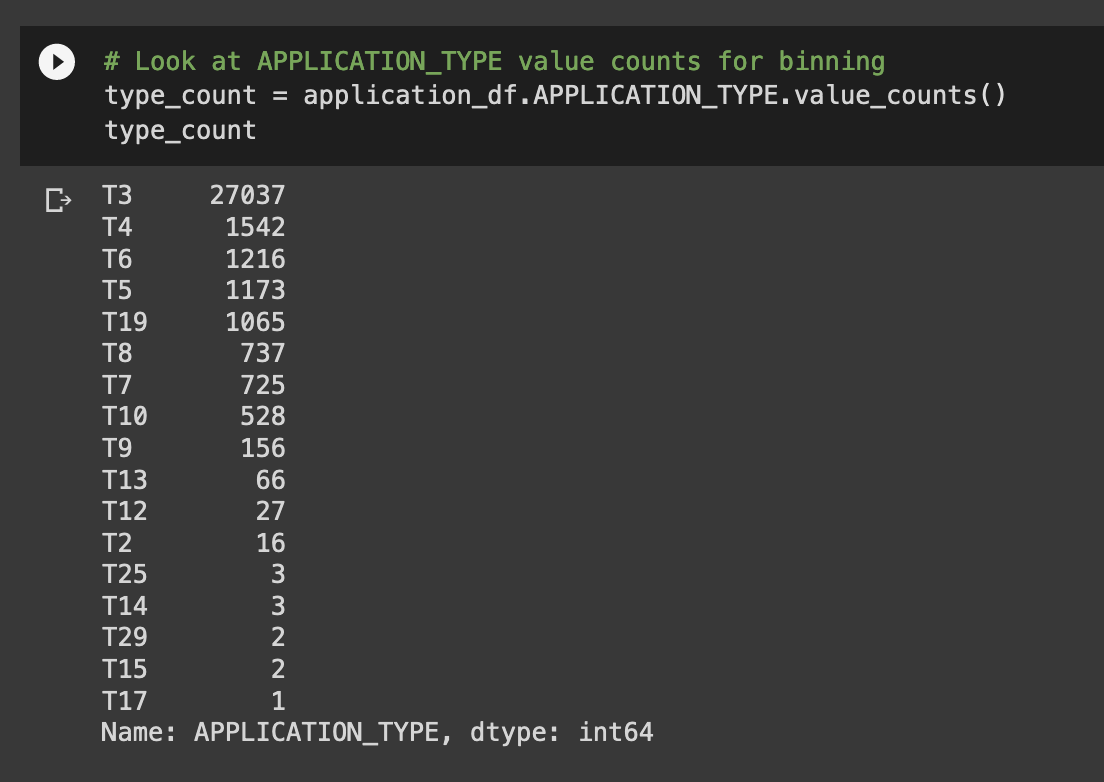 # Look at APPLICATION_TYPE value counts for binning
type_count = application_df.APPLICATION_TYPE.value_counts()
type_count
T3 27037
T4 1542
T6 1216
T5 1173
T19 1065
T8 737
T7 725
T10 528
T9 156
T13 66
T12 27
T2 16
T25 3
T14 3
T29 2
T15 2
T17 1
Name: APPLICATION_TYPE, dtype: int64